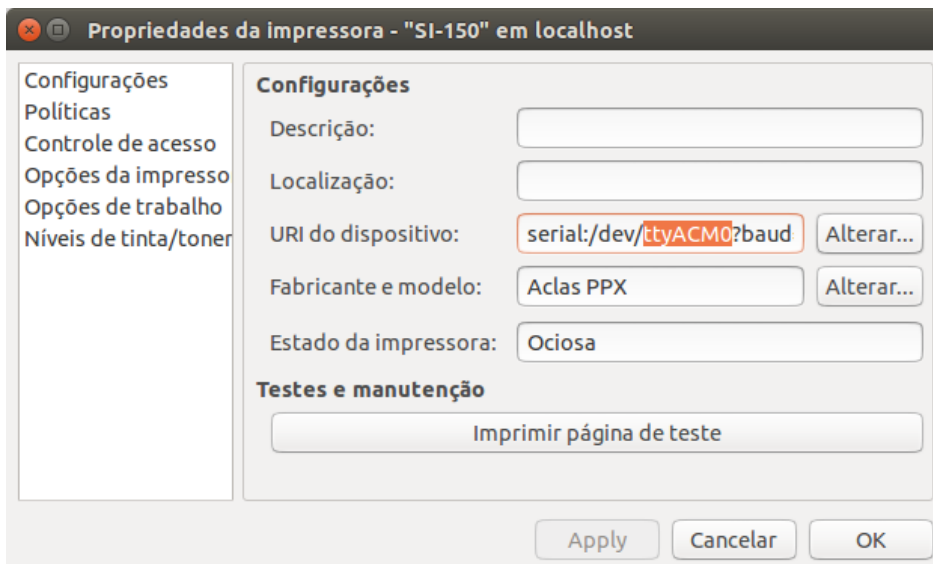 Propriedades da impressora - "SI-150" em localhost
Configurações
Políticas
Controle de acesso
Opções da impresso
Opções de trabalho
Níveis de tinta/toner
Configurações
Descrição:
Localização:
URI do dispositivo: serial:/dev/ttyACM0?baud Alterar...
Fabricante e modelo: Aclas PPX Alterar...
Estado da impressora: Ociosa
Testes e manutenção
Imprimir página de teste
Apply Cancelar OK